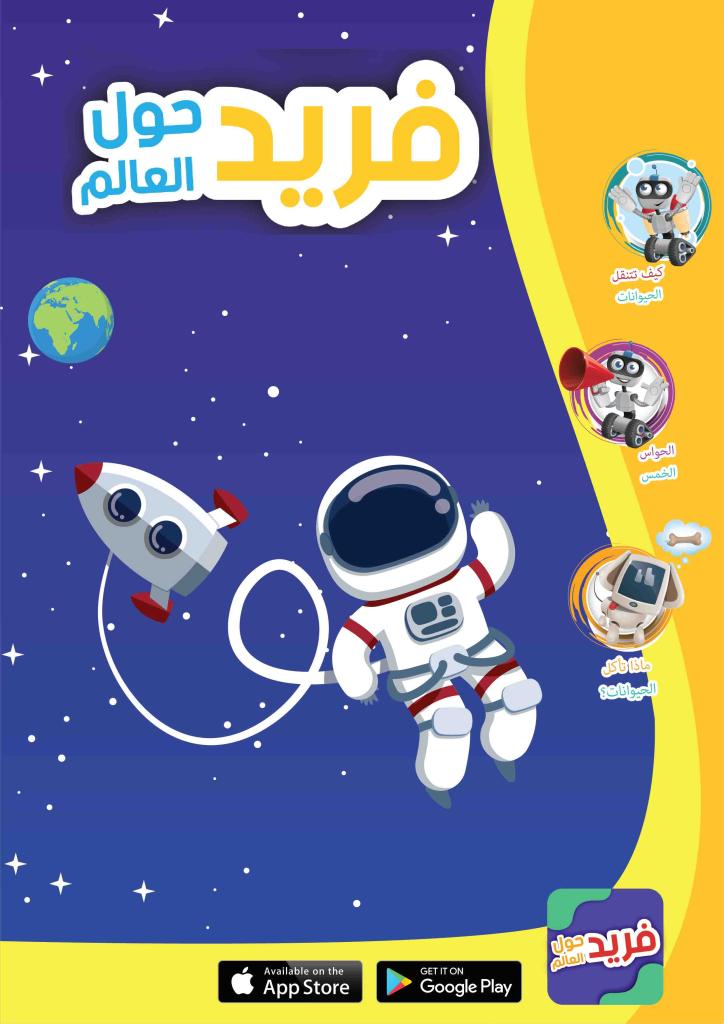 فريد حول
العالم
كيف تتنقل
الحيوانات
الحواس
الخمس
ماذا تأكل
الحيوانات؟
فريد حول
العالم
Available on the
App Store
GET IT ON
Google Play